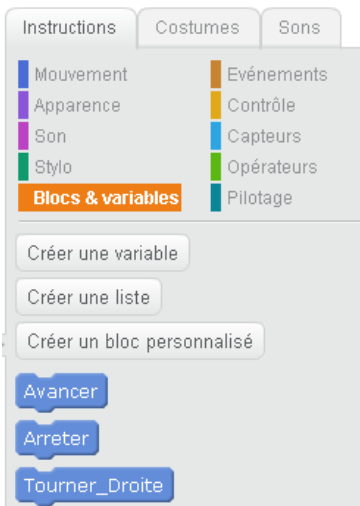 Instructions Costumes Sons
Mouvement Evénements
Apparence Contrôle
Son Capteurs
Stylo Opérateurs
Blocs & variables Pilotage
Créer une variable
Créer une liste
Créer un bloc personnalisé
Avancer
Arreter
Tourner_Droite